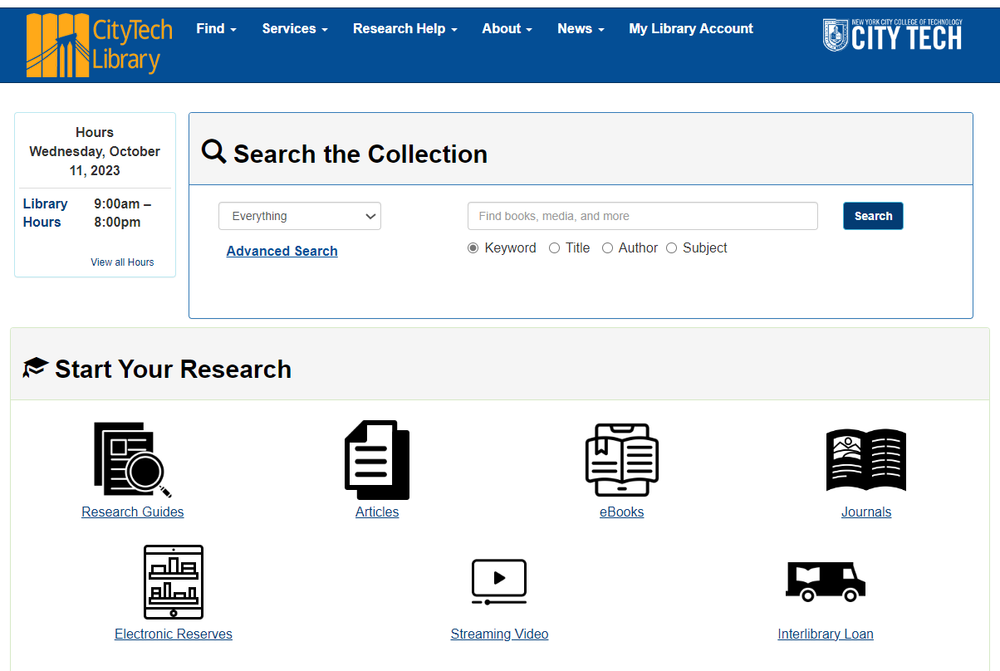 CityTech
Library
Find
Services
Research Help
About
News
My Library Account
NEW YORK CITY COLLEGE OF TECHNOLOGY
CITY TECH
Hours
Wednesday, October
11, 2023
Library 9:00am –
Hours 8:00pm
View all Hours
Search the Collection
Everything
Find books, media, and more
Search
Advanced Search
Keyword Title Author Subject
Start Your Research
Research Guides
Articles
eBooks
Journals
Electronic Reserves
Streaming Video
Interlibrary Loan